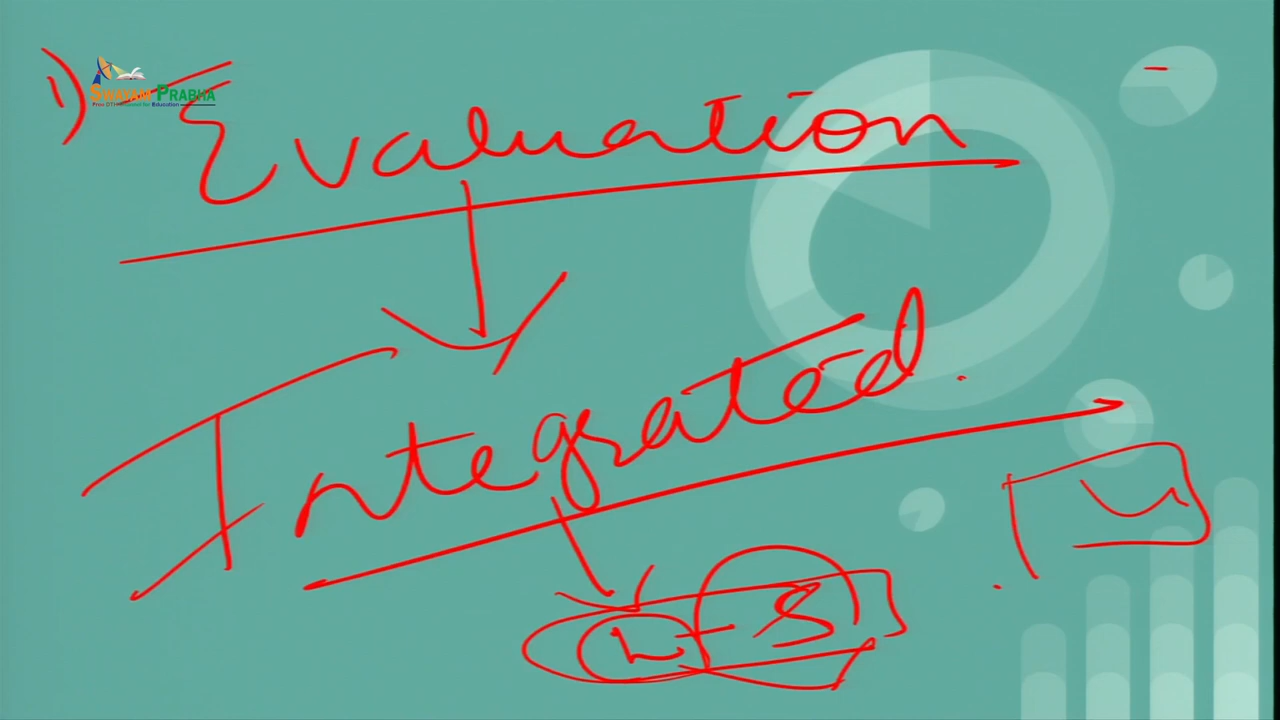 1) Evaluation
SWAYAM PRABHA
Integrated.
h + S